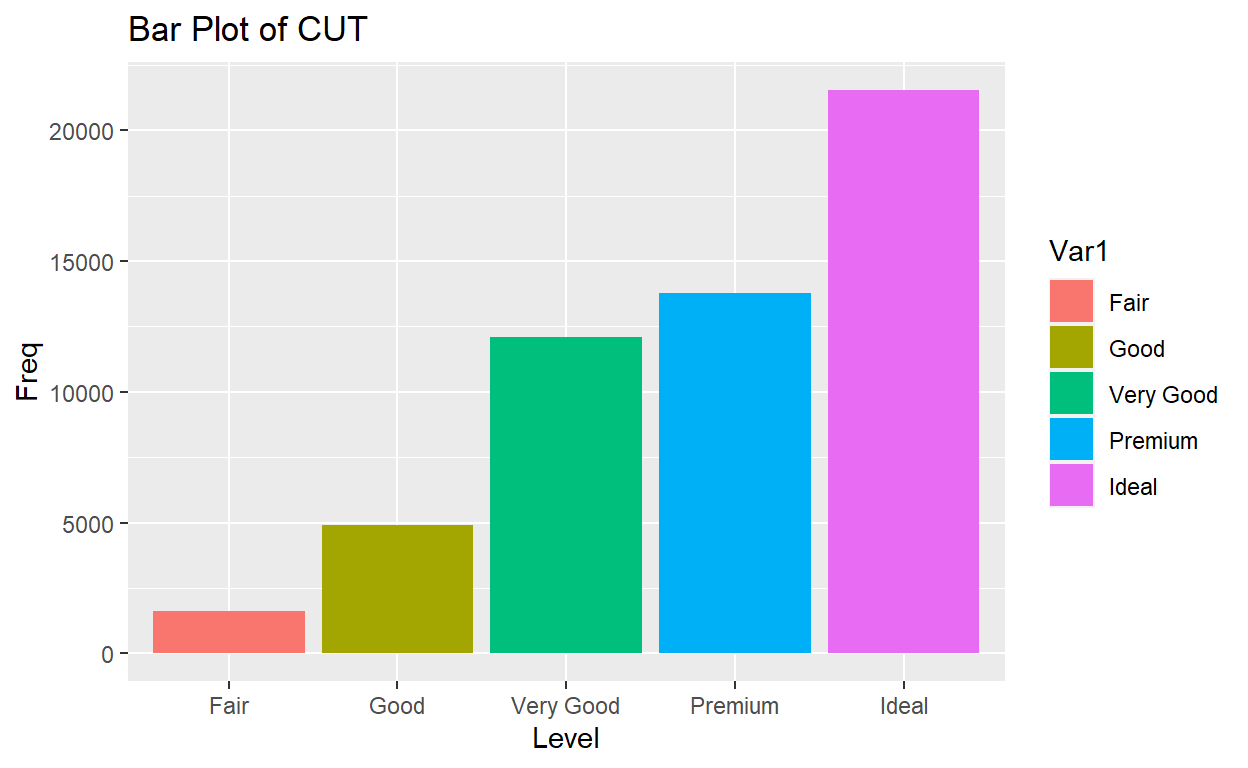 Bar Plot of CUT
20000
15000
10000
5000
0
Freq
Fair
Good
Very Good
Premium
Ideal
Level
Var1
Fair
Good
Very Good
Premium
Ideal